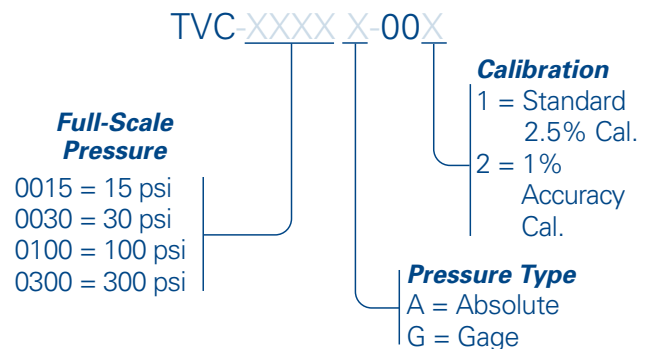 TVC-XXXX X-00X
Full-Scale
Pressure
0015 = 15 psi
0030 = 30 psi
0100 = 100 psi
0300 = 300 psi
Calibration
1 = Standard
2.5% Cal.
2 = 1%
Accuracy
Cal.
Pressure Type
A = Absolute
G = Gage